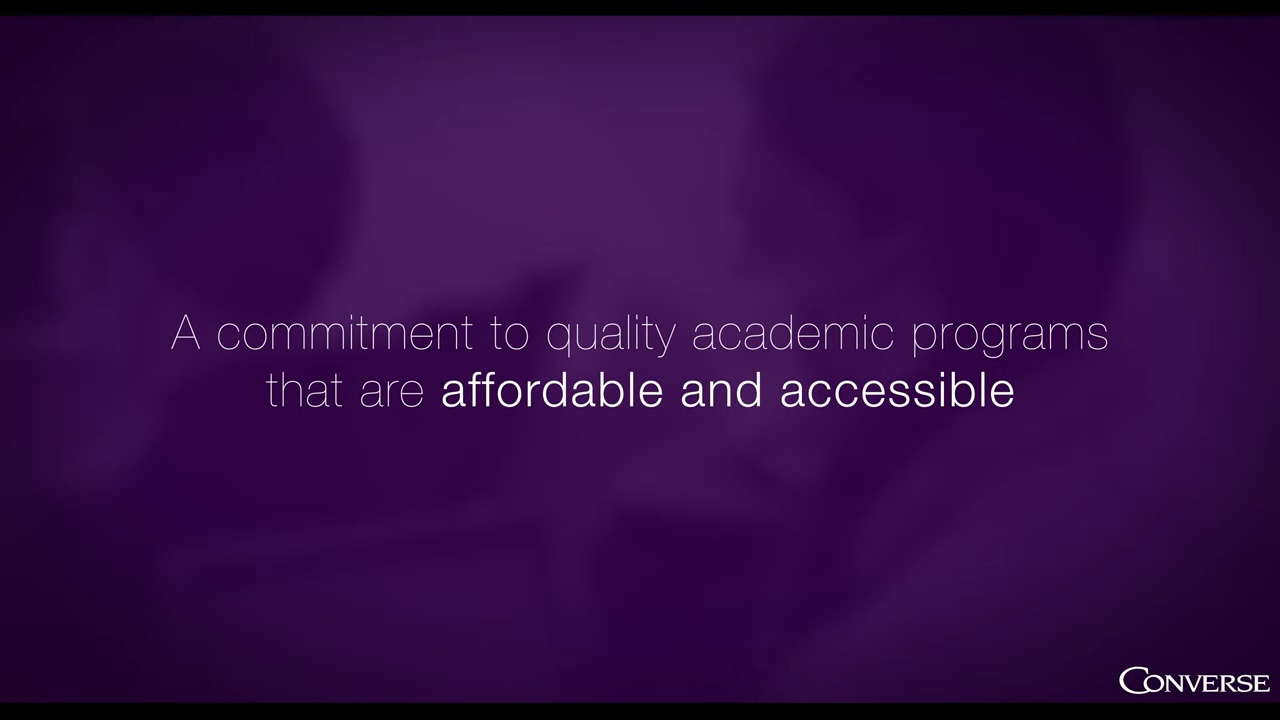 A commitment to quality academic programs
that are affordable and accessible
CONVERSE